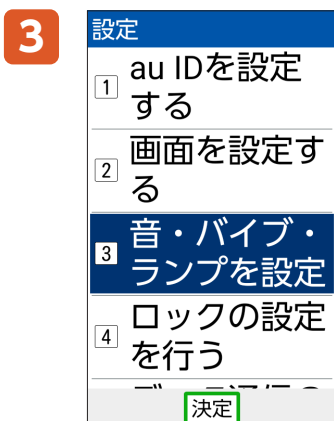 3
設定
1 au IDを設定
する
2 画面を設定す
る
3 音・バイブ・
ランプを設定
4 ロックの設定
を行う
決定